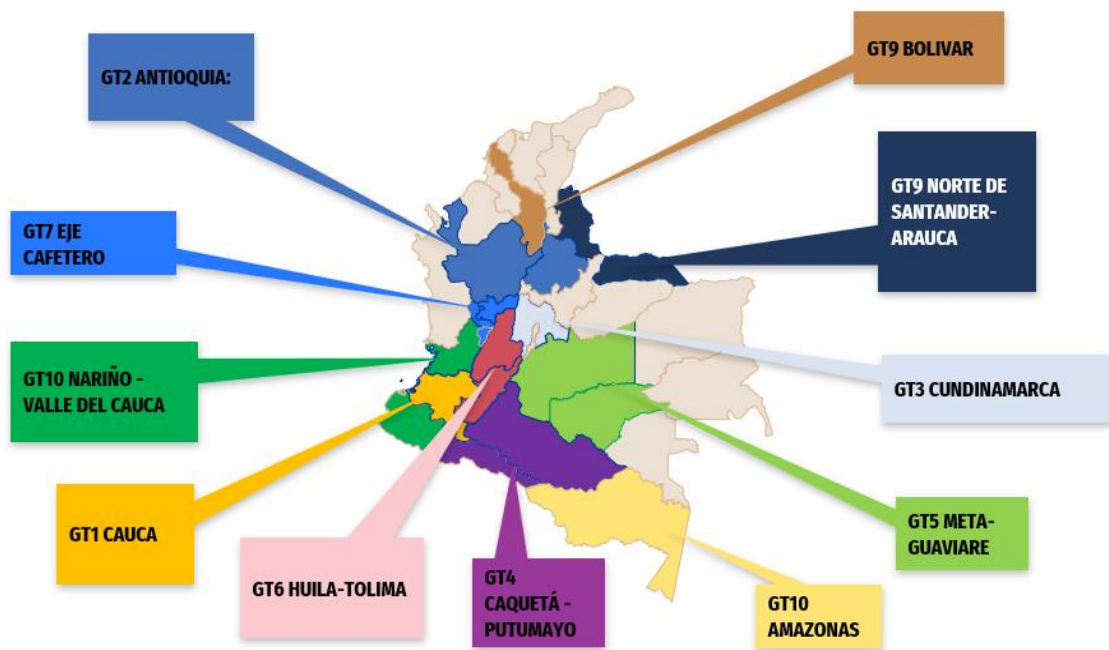 GT2 ANTIOQUIA:
GT9 BOLIVAR
GT9 NORTE DE
SANTANDER-
ARAUCA
GT7 EJE
CAFETERO
GT10 NARIÑO -
VALLE DEL CAUCA
GT3 CUNDINAMARCA
GT1 CAUCA
GT6 HUILA-TOLIMA
GT4
CAQUETÁ -
PUTUMAYO
GT5 META-
GUAVIARE
GT10
AMAZONAS